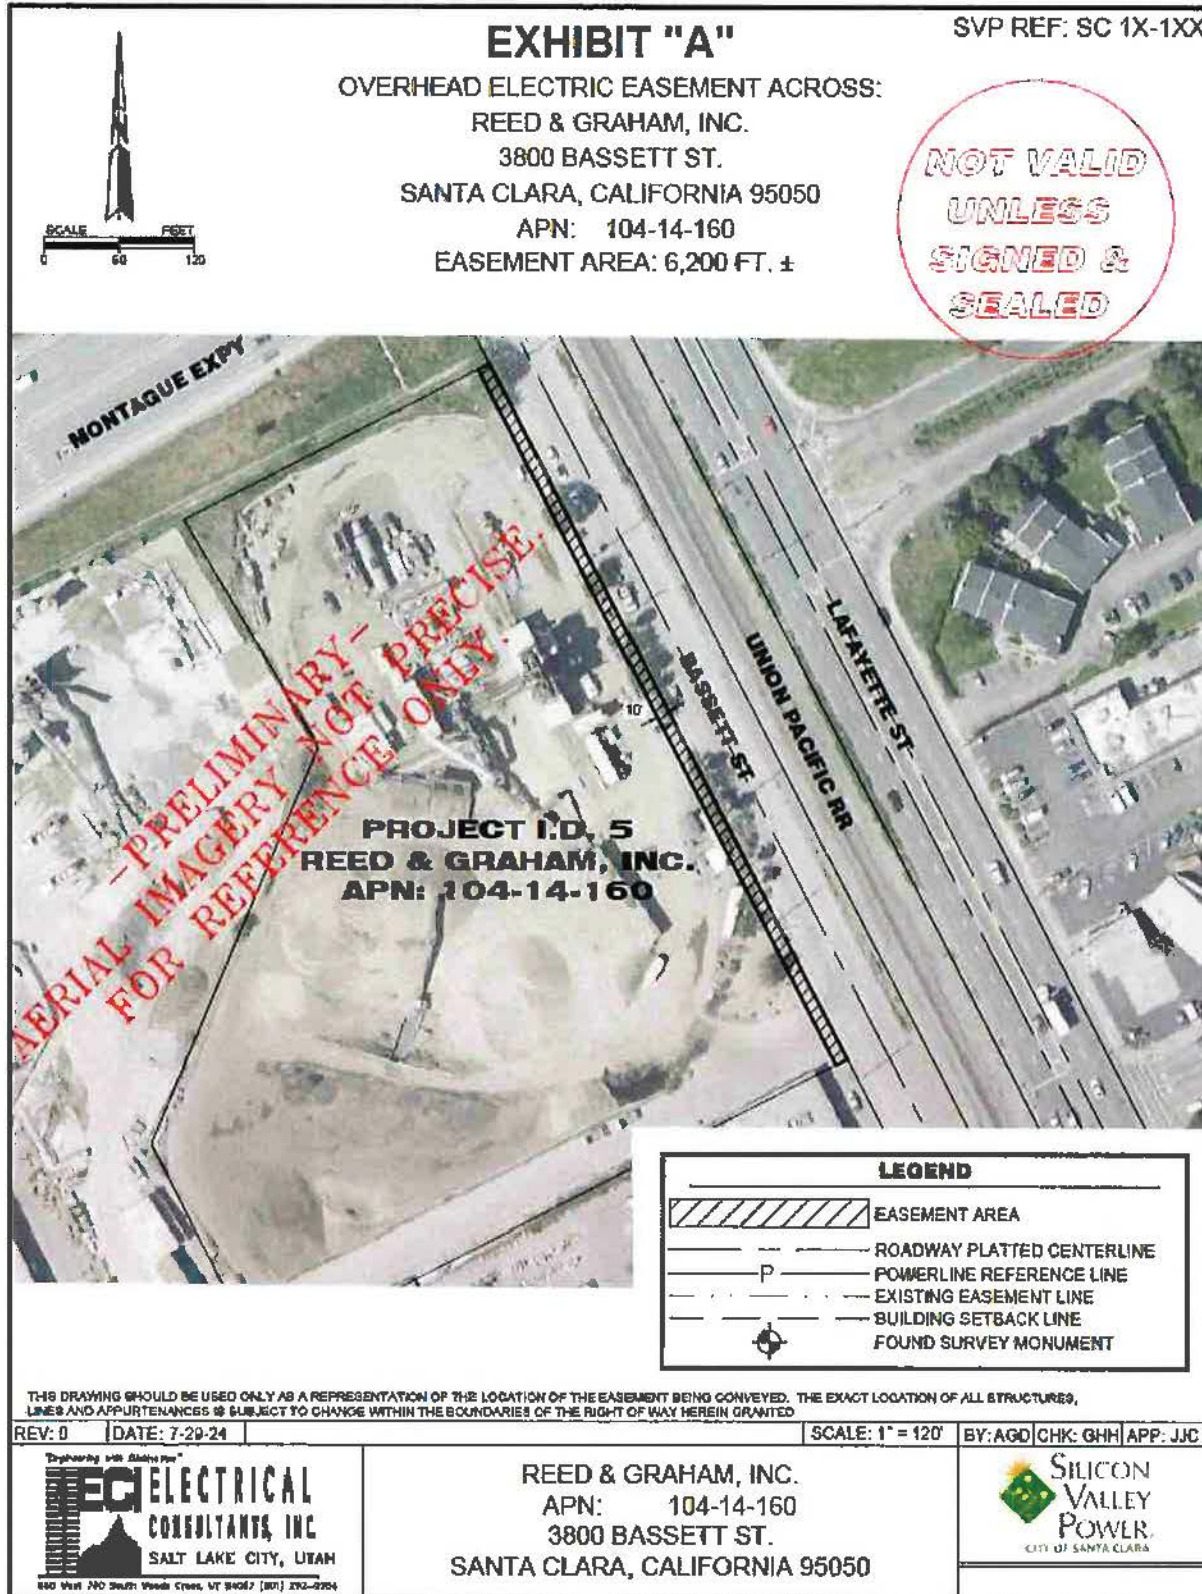 SVP REF: SC 1X-1XX
EXHIBIT "A"
OVERHEAD ELECTRIC EASEMENT ACROSS:
REED & GRAHAM, INC.
3800 BASSETT ST.
SANTA CLARA, CALIFORNIA 95050
APN: 104-14-160
EASEMENT AREA: 6,200 FT. ±
SCALE FEET
0 60 120
NOT VALID
UNLESS
SIGNED &
SEALED
MONTAGUE EXPY
BASSETT ST
UNION PACIFIC RR
LAFAYETTE ST
10'
- PRELIMINARY -
AERIAL IMAGERY NOT PRECISE.
FOR REFERENCE ONLY.
PROJECT I.D. 5
REED & GRAHAM, INC.
APN: 104-14-160
LEGEND
EASEMENT AREA
ROADWAY PLATTED CENTERLINE
P POWERLINE REFERENCE LINE
EXISTING EASEMENT LINE
BUILDING SETBACK LINE
FOUND SURVEY MONUMENT
THIS DRAWING SHOULD BE USED ONLY AS A REPRESENTATION OF THE LOCATION OF THE EASEMENT BEING CONVEYED. THE EXACT LOCATION OF ALL STRUCTURES,
LINES AND APPURTENANCES IS SUBJECT TO CHANGE WITHIN THE BOUNDARIES OF THE RIGHT OF WAY HEREIN GRANTED
REV: 0 DATE: 7-29-24 SCALE: 1" = 120' BY: AGD CHK: GHH APP: JJC
ECI ELECTRICAL
CONSULTANTS, INC.
SALT LAKE CITY, UTAH
REED & GRAHAM, INC.
APN: 104-14-160
3800 BASSETT ST.
SANTA CLARA, CALIFORNIA 95050
SILICON
VALLEY
POWER
CITY OF SANTA CLARA